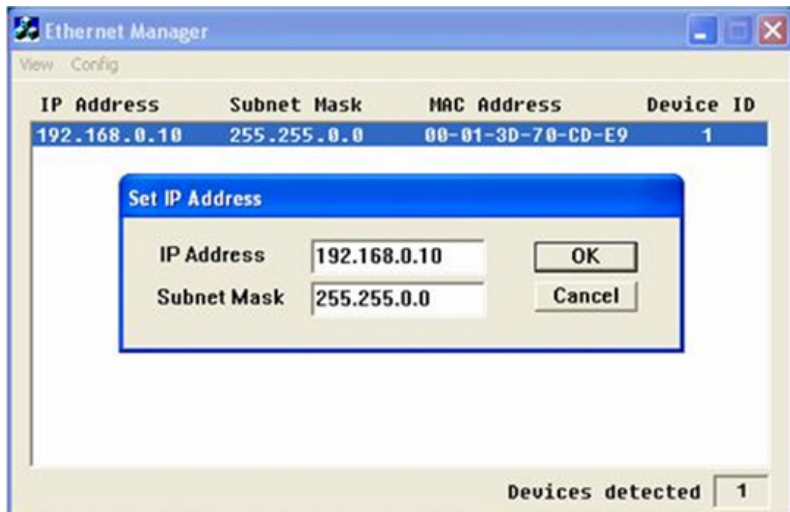 Ethernet Manager
View Config
IP Address Subnet Mask MAC Address Device ID
192.168.0.10 255.255.0.0 00-01-3D-70-CD-E9 1
Set IP Address
IP Address 192.168.0.10 OK
Subnet Mask 255.255.0.0 Cancel
Devices detected 1